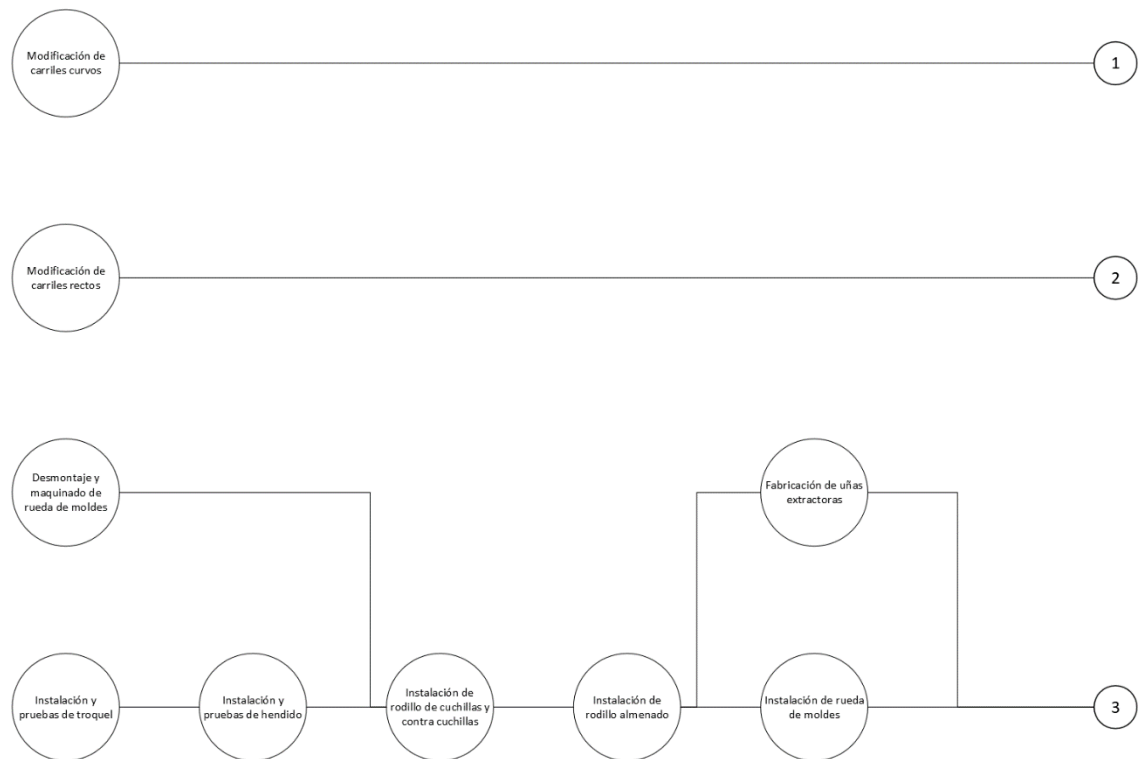 Modificación de
carriles curvos
1
Modificación de
carriles rectos
2
Desmontaje y
maquinado de
rueda de moldes
Fabricación de uñas
extractoras
Instalación y
pruebas de troquel
Instalación y
pruebas de hendido
Instalación de
rodillo de cuchillas y
contra cuchillas
Instalación de
rodillo almenado
Instalación de rueda
de moldes
3